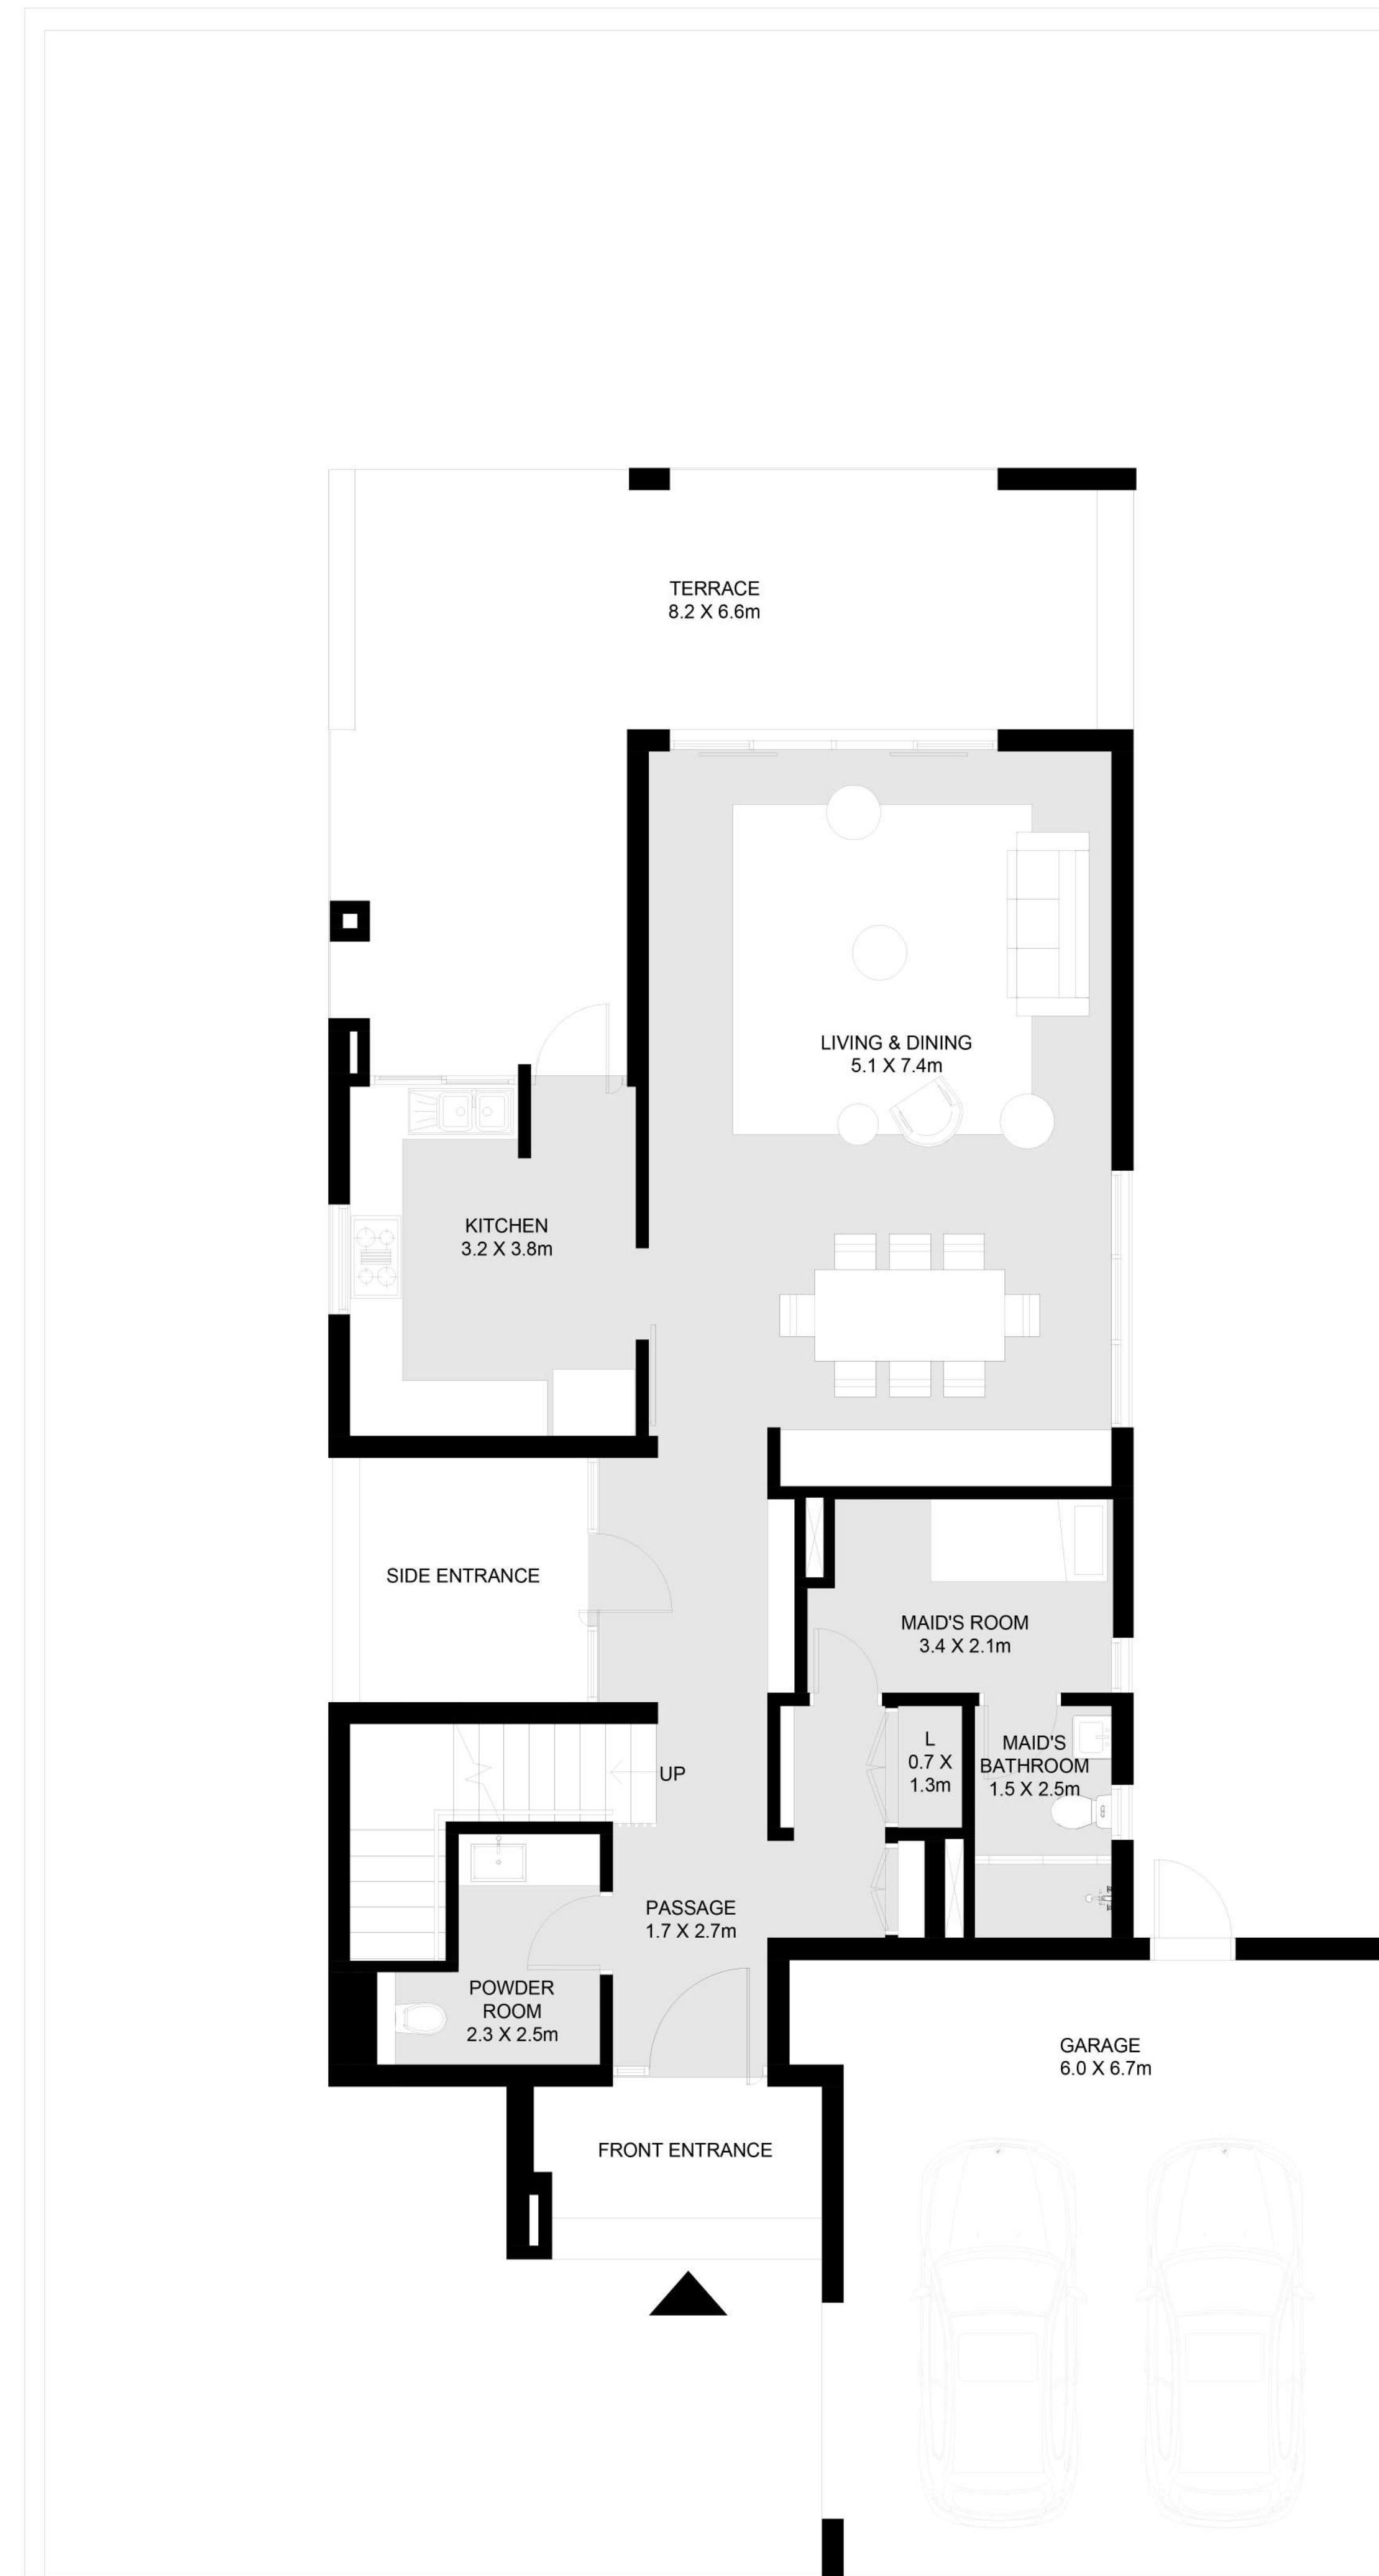 TERRACE
8.2 X 6.6m
LIVING & DINING
5.1 X 7.4m
KITCHEN
3.2 X 3.8m
SIDE ENTRANCE
MAID'S ROOM
3.4 X 2.1m
L
0.7 X
1.3m
MAID'S
BATHROOM
1.5 X 2.5m
UP
PASSAGE
1.7 X 2.7m
POWDER
ROOM
2.3 X 2.5m
GARAGE
6.0 X 6.7m
FRONT ENTRANCE